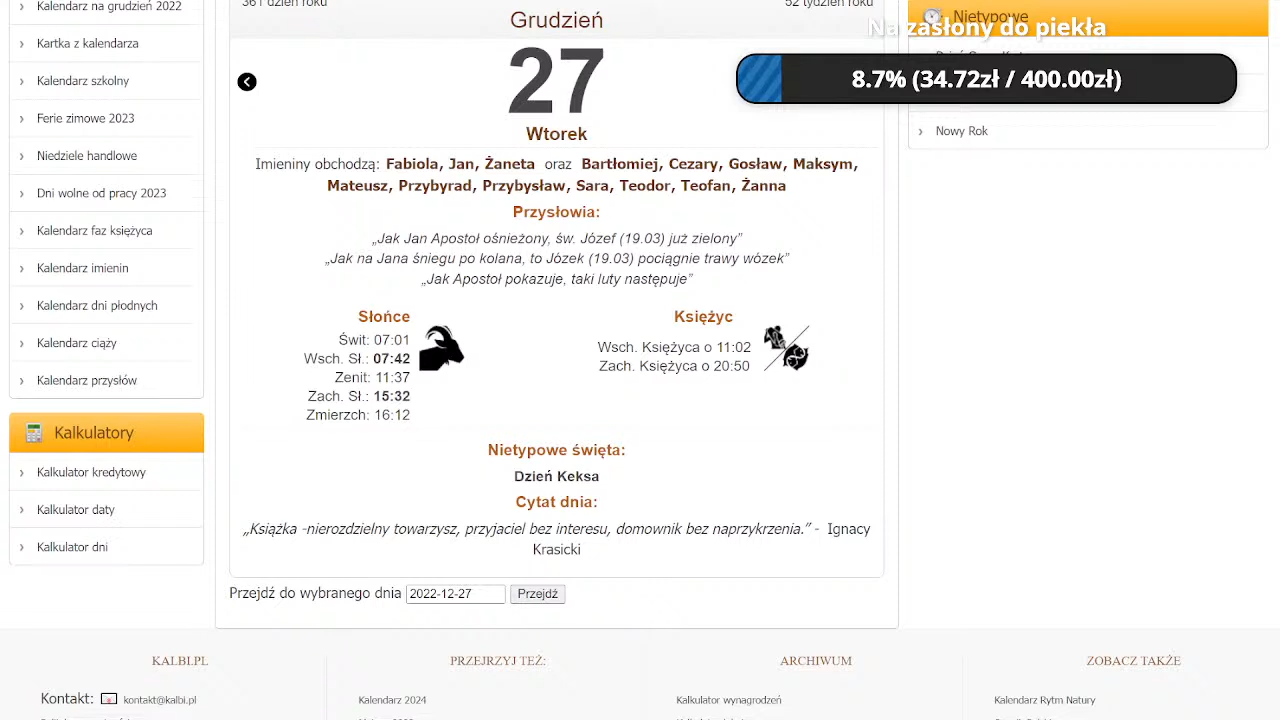 Kalendarz na grudzień 2022
Kartka z kalendarza
Kalendarz szkolny
Ferie zimowe 2023
Niedziele handlowe
Dni wolne od pracy 2023
Kalendarz faz księżyca
Kalendarz imienin
Kalendarz dni płodnych
Kalendarz ciąży
Kalendarz przysłów
Kalkulatory
Kalkulator kredytowy
Kalkulator daty
Kalkulator dni
361 dzień roku
52 tydzień roku
Grudzień
27
Wtorek
Imieniny obchodzą: Fabiola, Jan, Żaneta oraz Bartłomiej, Cezary, Gosław, Maksym,
Mateusz, Przybyrad, Przybysław, Sara, Teodor, Teofan, Żanna
Przysłowia:
„Jak Jan Apostoł ośnieżony, św. Józef (19.03) już zielony”
„Jak na Jana śniegu po kolana, to Józek (19.03) pociągnie trawy wózek”
„Jak Apostoł pokazuje, taki luty następuje”
Słońce
Świt: 07:01
Wsch. Sł.: 07:42
Zenit: 11:37
Zach. Sł.: 15:32
Zmierzch: 16:12
Księżyc
Wsch. Księżyca o 11:02
Zach. Księżyca o 20:50
Nietypowe święta:
Dzień Keksa
Cytat dnia:
„Książka -nierozdzielny towarzysz, przyjaciel bez interesu, domownik bez naprzykrzenia.” - Ignacy
Krasicki
Przejdź do wybranego dnia 2022-12-27 Przejdź
Nietypowe
Na zasłony do piekła
8.7% (34.72zł / 400.00zł)
Nowy Rok
KALBI.PL
Kontakt: kontakt@kalbi.pl
PRZEJRZYJ TEŻ:
Kalendarz 2024
ARCHIWUM
Kalkulator wynagrodzeń
ZOBACZ TAKŻE
Kalendarz Rytm Natury